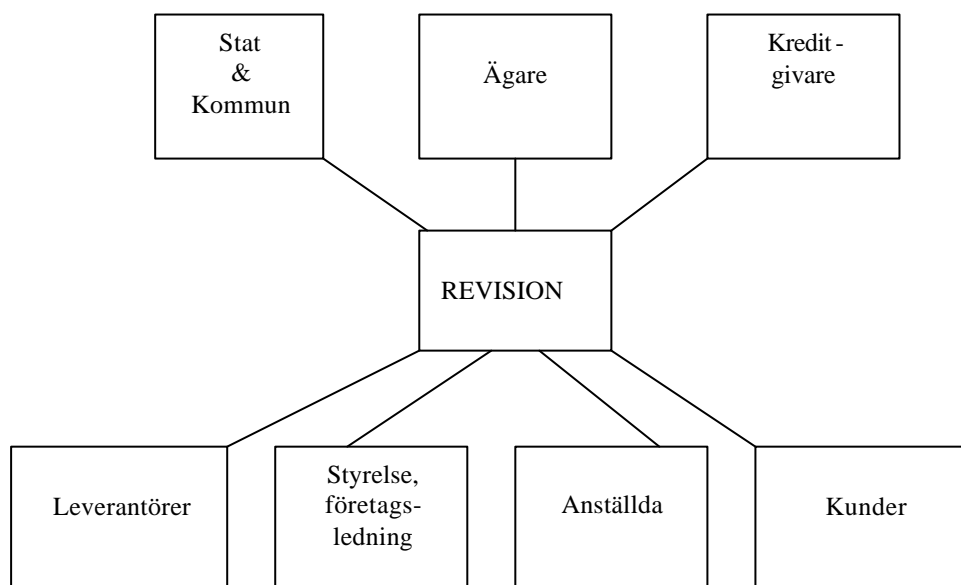 Stat
&
Kommun
Ägare
Kredit-
givare
REVISION
Leverantörer
Styrelse,
företags-
ledning
Anställda
Kunder